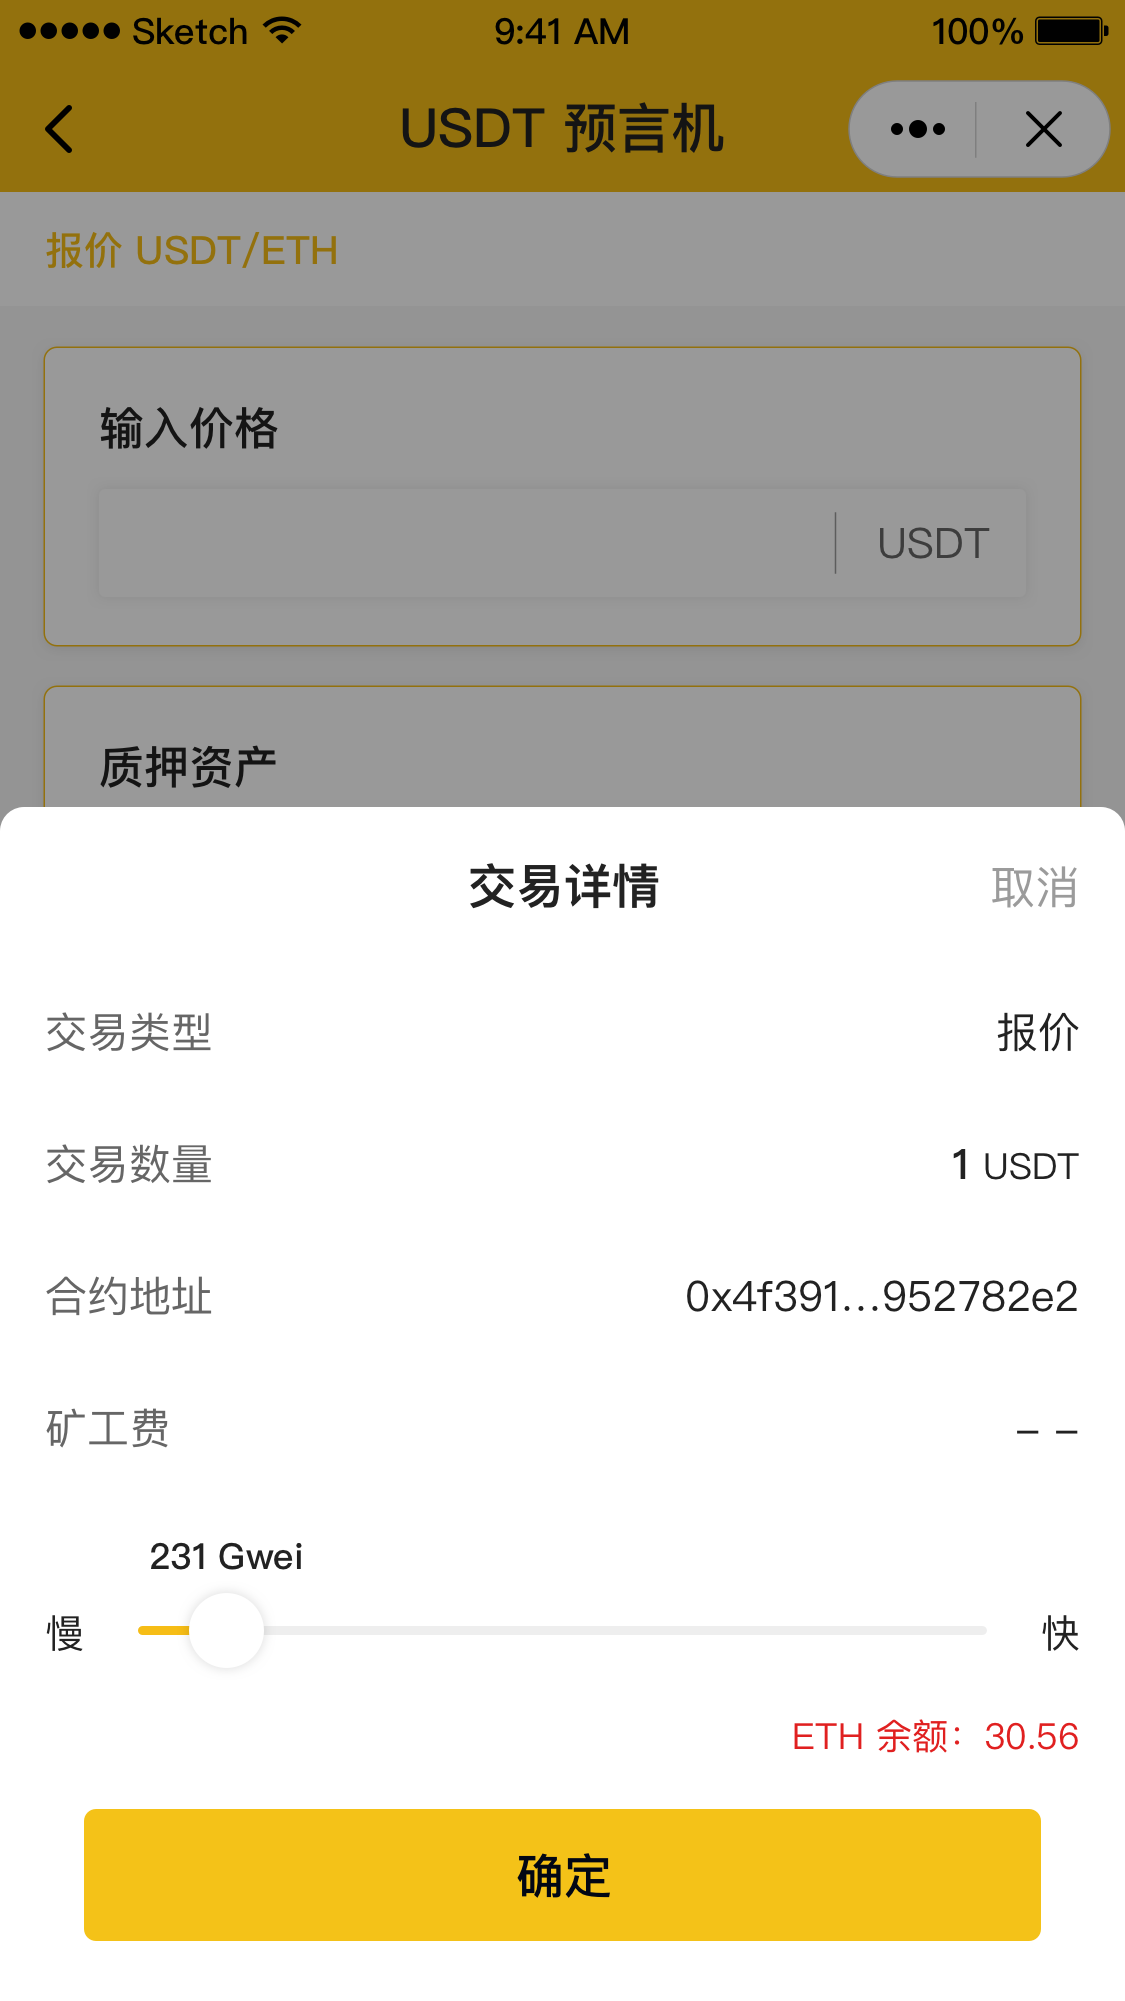 Sketch 9:41 AM 100%
USDT 预言机
报价 USDT/ETH
输入价格
USDT
质押资产
交易详情 取消
交易类型 报价
交易数量 1 USDT
合约地址 0x4f391...952782e2
矿工费 – –
231 Gwei
慢 快
ETH 余额：30.56
确定